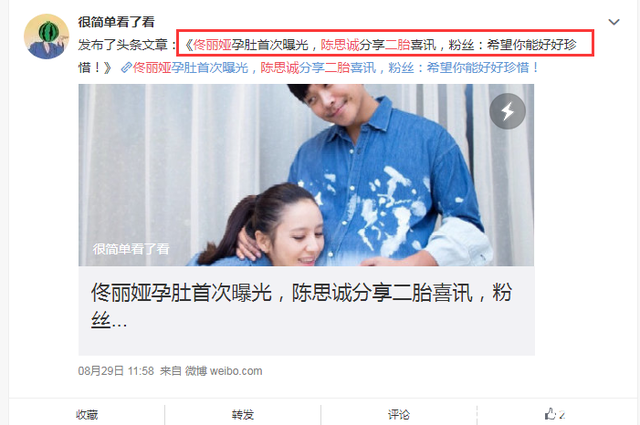 很简单看了看
发布了头条文章：《佟丽娅孕肚首次曝光，陈思诚分享二胎喜讯，粉丝：希望你能好好珍
惜！》 佟丽娅孕肚首次曝光，陈思诚分享二胎喜讯，粉丝：希望你能好好珍惜！
很简单看了看
佟丽娅孕肚首次曝光，陈思诚分享二胎喜讯，粉
丝...
08月29日 11:58 来自 微博 weibo.com
收藏 转发 评论 2